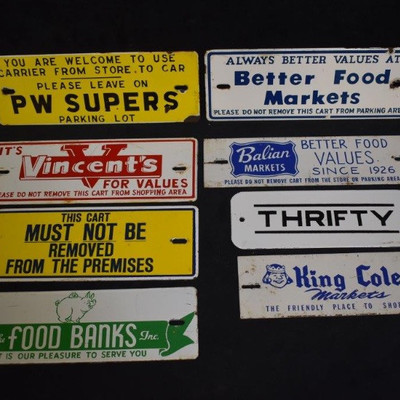 YOU ARE WELCOME TO USE
CARRIER FROM STORE TO CAR
PLEASE LEAVE ON
PW SUPERS
PARKING LOT
ALWAYS BETTER VALUES AT
Better Food
Markets
PLEASE DO NOT REMOVE THIS CART FROM PARKING AREA
Vincent's
V
FOR VALUES
PLEASE DO NOT REMOVE THIS CART FROM SHOPPING AREA
Balian
MARKETS
BETTER FOOD
VALUES
SINCE 1926
PLEASE DO NOT REMOVE CART FROM THE STORE OR PARKING AREA
THIS CART
MUST NOT BE
REMOVED
FROM THE PREMISES
THRIFTY
FOOD BANKS Inc.
IT IS OUR PLEASURE TO SERVE YOU
King Cole
Markets
THE FRIENDLY PLACE TO SHOP